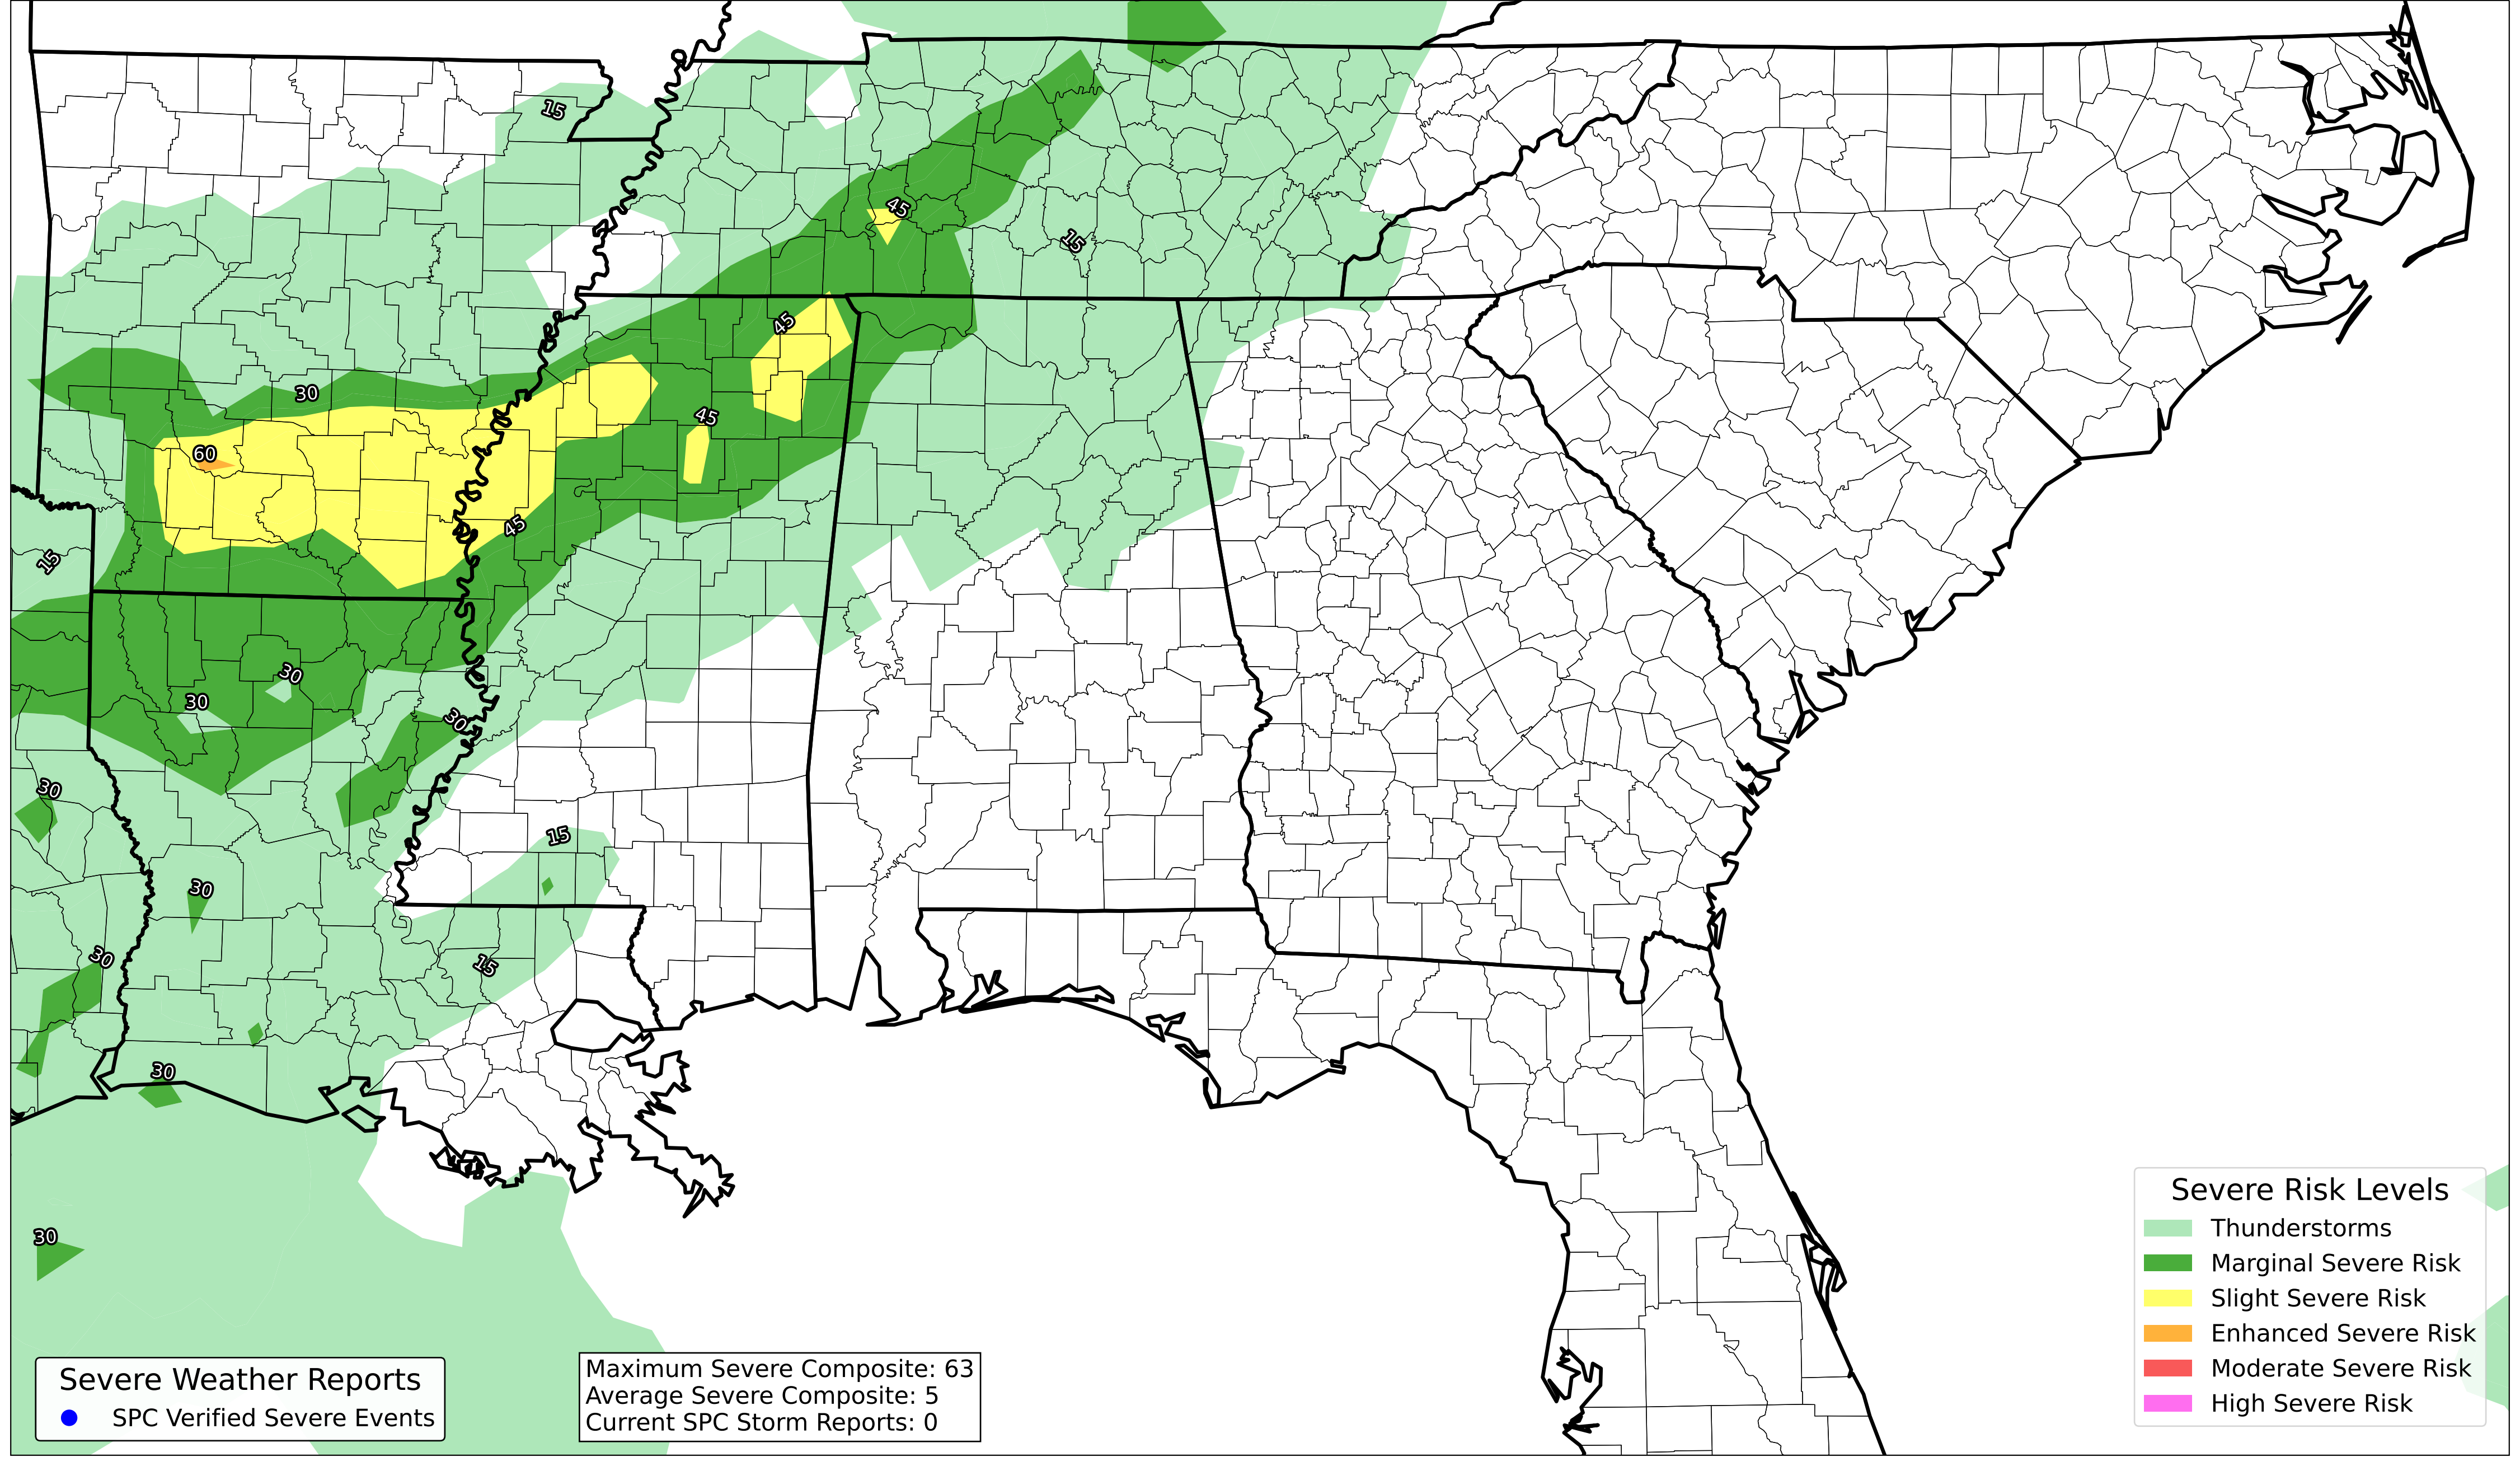 15
45
15
45
30
45
60
45
15
30
30
30
30
15
30
30
15
30
30
Severe Risk Levels
Thunderstorms
Marginal Severe Risk
Slight Severe Risk
Enhanced Severe Risk
Moderate Severe Risk
High Severe Risk
Severe Weather Reports
SPC Verified Severe Events
Maximum Severe Composite: 63
Average Severe Composite: 5
Current SPC Storm Reports: 0